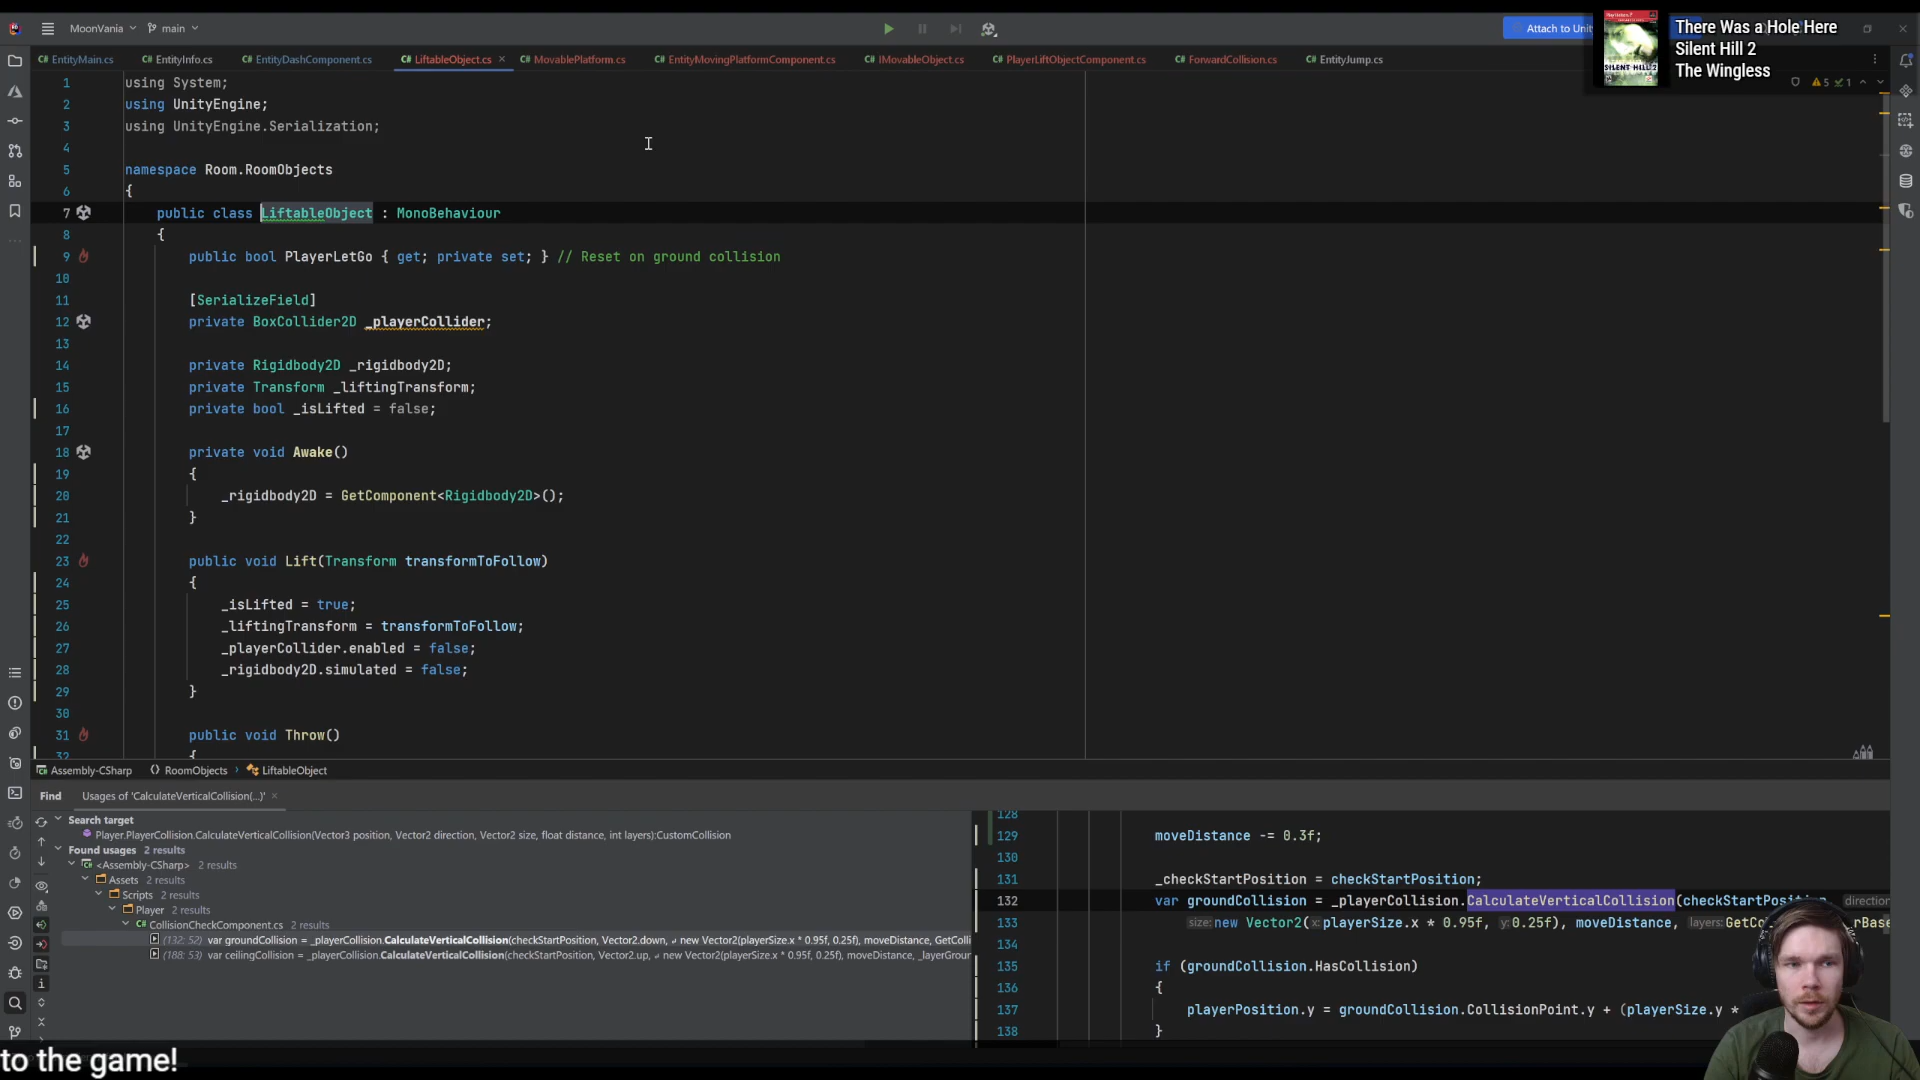 MoonVania
main
Attach to Unit
There Was a Hole Here
Silent Hill 2
The Wingless
EntityMain.cs
EntityInfo.cs
EntityDashComponent.cs
LiftableObject.cs
MovablePlatform.cs
EntityMovingPlatformComponent.cs
IMovableObject.cs
PlayerLiftObjectComponent.cs
ForwardCollision.cs
EntityJump.cs
5 1
1 using System;
2 using UnityEngine;
3 using UnityEngine.Serialization;
4
5 namespace Room.RoomObjects
6 {
7 public class LiftableObject : MonoBehaviour
8 {
9 public bool PlayerLetGo { get; private set; } // Reset on ground collision
10
11 [SerializeField]
12 private BoxCollider2D _playerCollider;
13
14 private Rigidbody2D _rigidbody2D;
15 private Transform _liftingTransform;
16 private bool _isLifted = false;
17
18 private void Awake()
19 {
20 _rigidbody2D = GetComponent<Rigidbody2D>();
21 }
22
23 public void Lift(Transform transformToFollow)
24 {
25 _isLifted = true;
26 _liftingTransform = transformToFollow;
27 _playerCollider.enabled = false;
28 _rigidbody2D.simulated = false;
29 }
30
31 public void Throw()
32 {
Assembly-CSharp
RoomObjects
LiftableObject
Find
Usages of 'CalculateVerticalCollision(...)'
Search target
Player.PlayerCollision.CalculateVerticalCollision(Vector3 position, Vector2 direction, Vector2 size, float distance, int layers):CustomCollision
Found usages 2 results
<Assembly-CSharp> 2 results
Assets 2 results
Scripts 2 results
Player 2 results
CollisionCheckComponent.cs 2 results
(132: 52) var groundCollision = _playerCollision.CalculateVerticalCollision(checkStartPosition, Vector2.down, ↲ new Vector2(playerSize.x * 0.95f, 0.25f), moveDistance, GetColli
(188: 53) var ceilingCollision = _playerCollision.CalculateVerticalCollision(checkStartPosition, Vector2.up, ↲ new Vector2(playerSize.x * 0.95f, 0.25f), moveDistance, _layerGroun
128
129 moveDistance -= 0.3f;
130
131 _checkStartPosition = checkStartPosition;
132 var groundCollision = _playerCollision.CalculateVerticalCollision(checkStartPosition, direction
133 size: new Vector2(x: playerSize.x * 0.95f, y: 0.25f), moveDistance, layers: GetCo rBase
134
135 if (groundCollision.HasCollision)
136 {
137 playerPosition.y = groundCollision.CollisionPoint.y + (playerSize.y *
138 }
to the game!